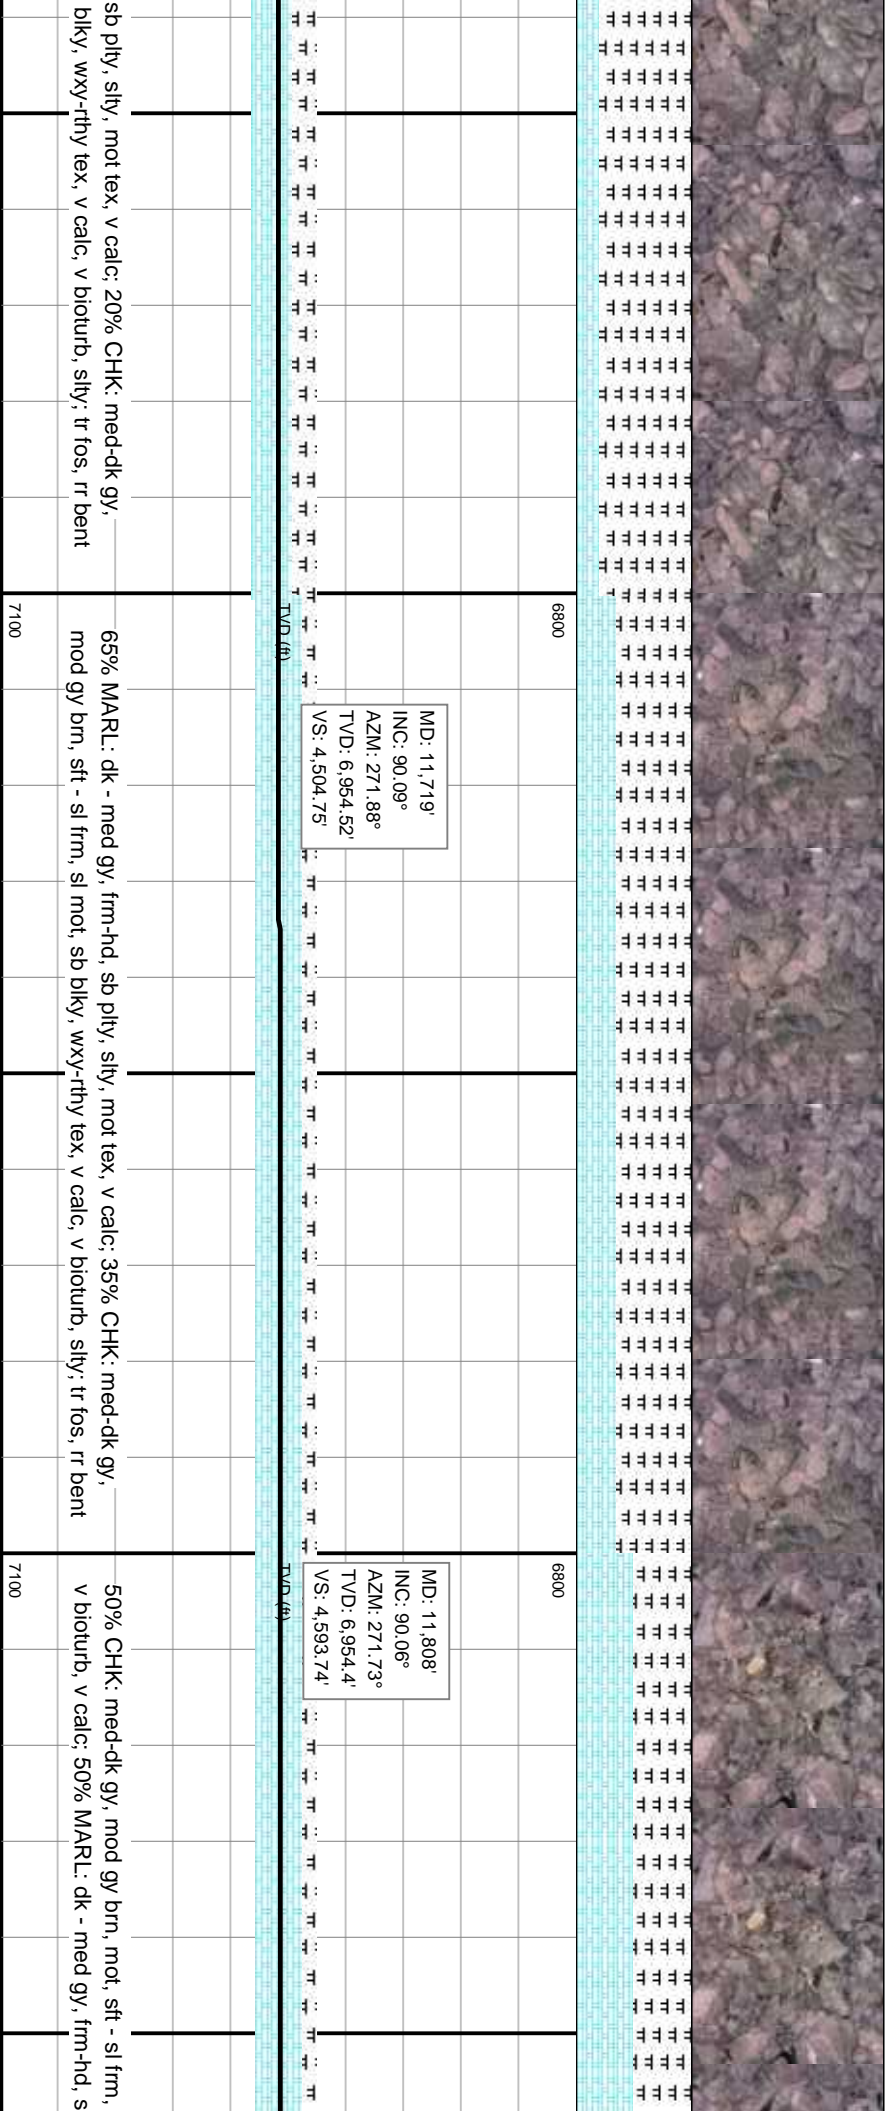 sb plty, slty, mot tex, v calc; 20% CHK: med-dk gy,
blky, wxy-rthy tex, v calc, v bioturb, slty; tr fos, rr bent
6800
TVD (ft)
7100
MD: 11,719'
INC: 90.09°
AZM: 271.88°
TVD: 6,954.52'
VS: 4,504.75'
65% MARL: dk - med gy, frm-hd, sb plty, slty, mot tex, v calc; 35% CHK: med-dk gy,
mod gy brn, sft - sl frm, sl mot, sb blky, wxy-rthy tex, v calc, v bioturb, slty; tr fos, rr bent
6800
TVD (ft)
7100
MD: 11,808'
INC: 90.06°
AZM: 271.73°
TVD: 6,954.4'
VS: 4,593.74'
50% CHK: med-dk gy, mod gy brn, mot, sft - sl frm,
v bioturb, v calc; 50% MARL: dk - med gy, frm-hd, s